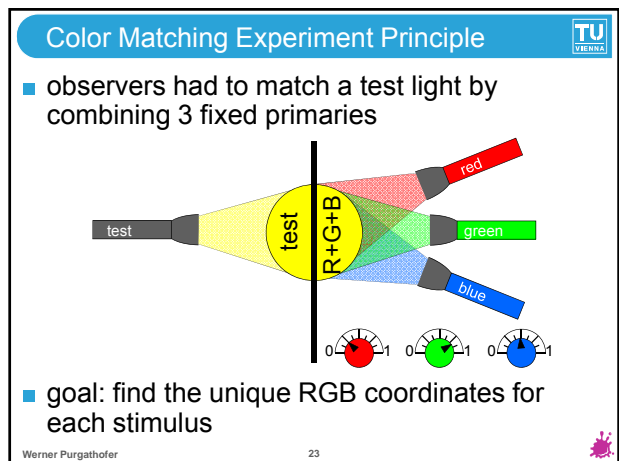 Color Matching Experiment Principle
TU
VIENNA
observers had to match a test light by
combining 3 fixed primaries
test
test
R+G+B
red
green
blue
0 1 0 1 0 1
goal: find the unique RGB coordinates for
each stimulus
Werner Purgathofer 23